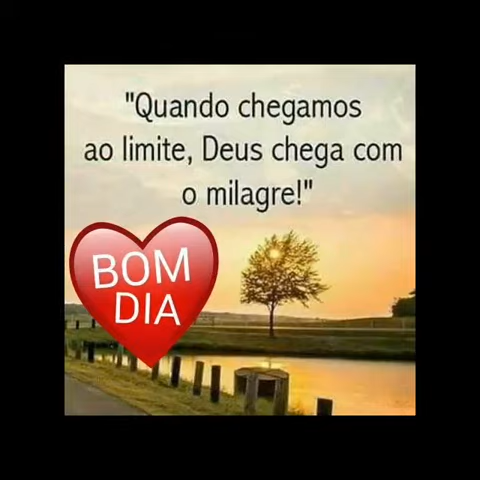 "Quando chegamos
ao limite, Deus chega com
o milagre!"
BOM
DIA